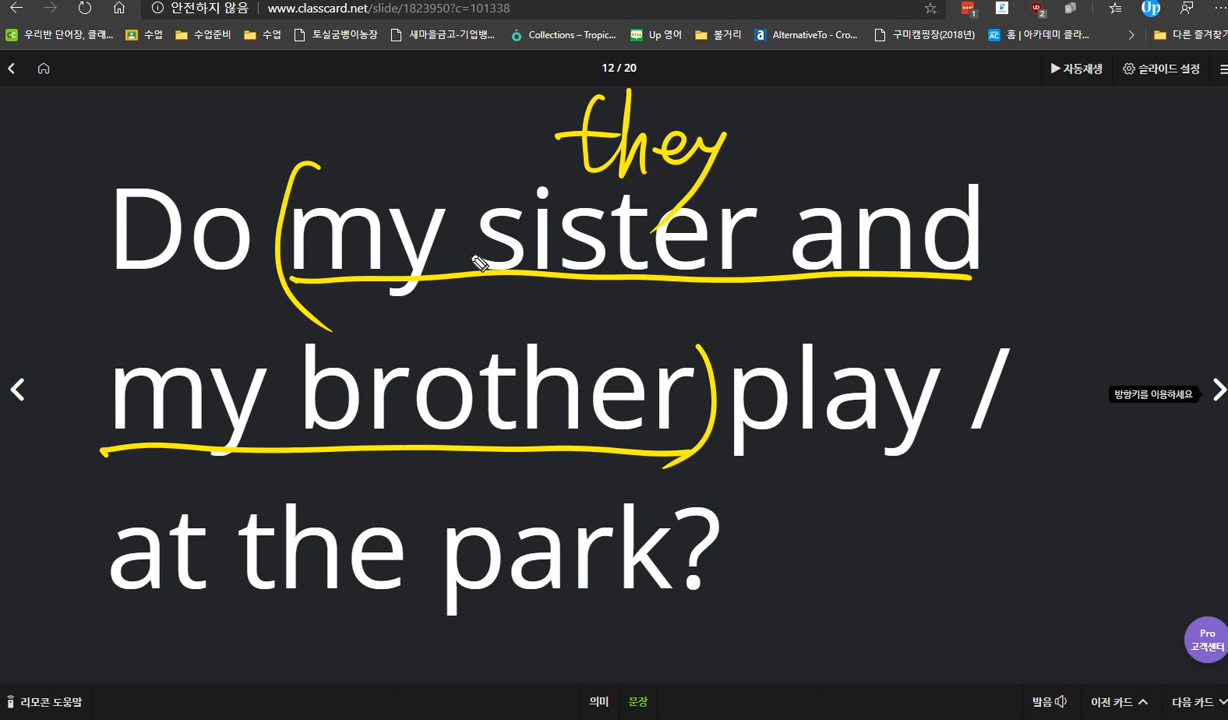 안전하지 않음 www.classcard.net/slide/1823950?c=101338
우리반 단어장, 클래... 수업 수업준비 수업 토실굼벵이농장 새마을금고-기업뱅... Collections – Tropic... Up 영어 볼거리 AlternativeTo - Cro... 구미캠핑장(2018년) 홈 | 아카데미 클라... 다른 즐겨찾기
12 / 20 자동재생 슬라이드 설정
they
Do (my sister and
my brother) play /
방향키를 이용하세요
at the park?
Pro
고객센터
리모콘 도움말 의미 문장 발음 이전 카드 다음 카드